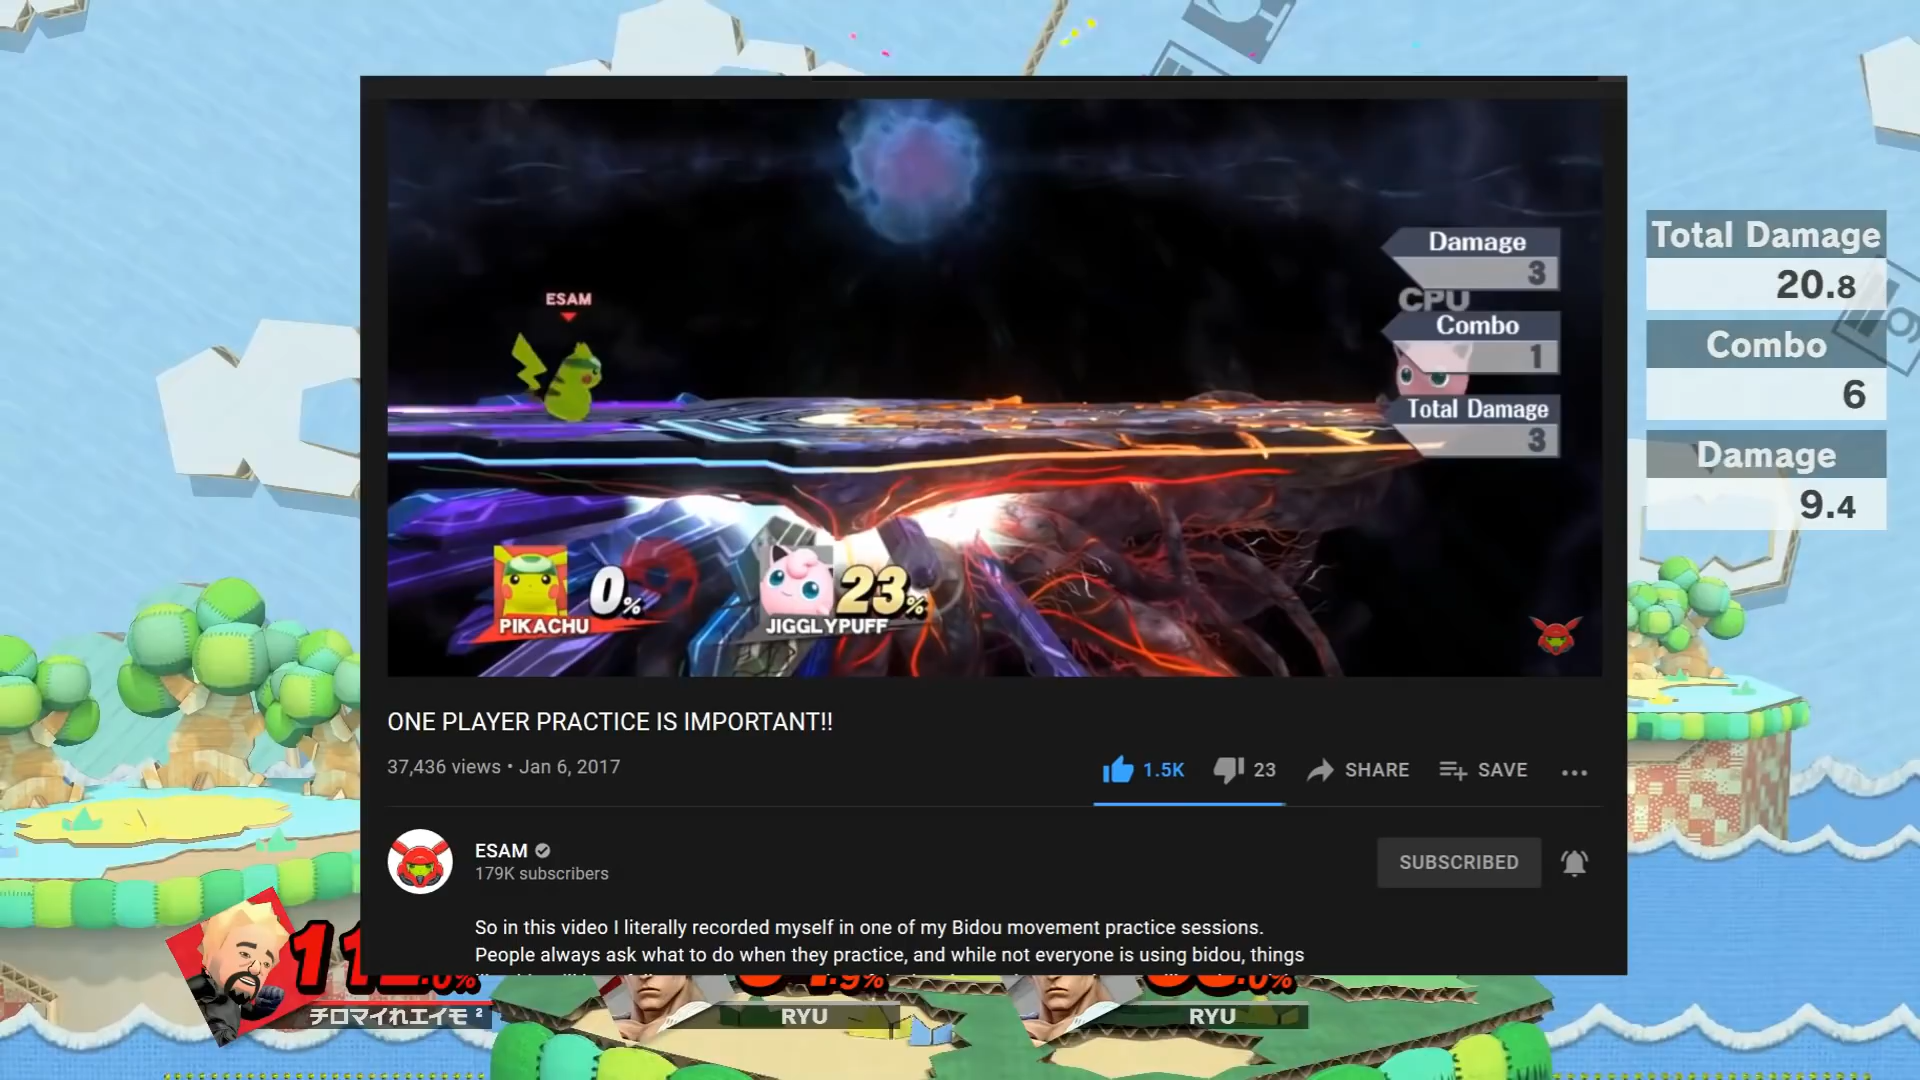 ESAM
Damage
3
CPU
Combo
1
Total Damage
3
0%
PIKACHU
23%
JIGGLYPUFF
Total Damage
20.8
Combo
6
Damage
9.4
ONE PLAYER PRACTICE IS IMPORTANT!!
37,436 views • Jan 6, 2017
1.5K
23
SHARE
SAVE
ESAM
179K subscribers
SUBSCRIBED
So in this video I literally recorded myself in one of my Bidou movement practice sessions.
People always ask what to do when they practice, and while not everyone is using bidou, things
.0%
.9%
.0%
チロマイれエイモ ²
RYU
RYU